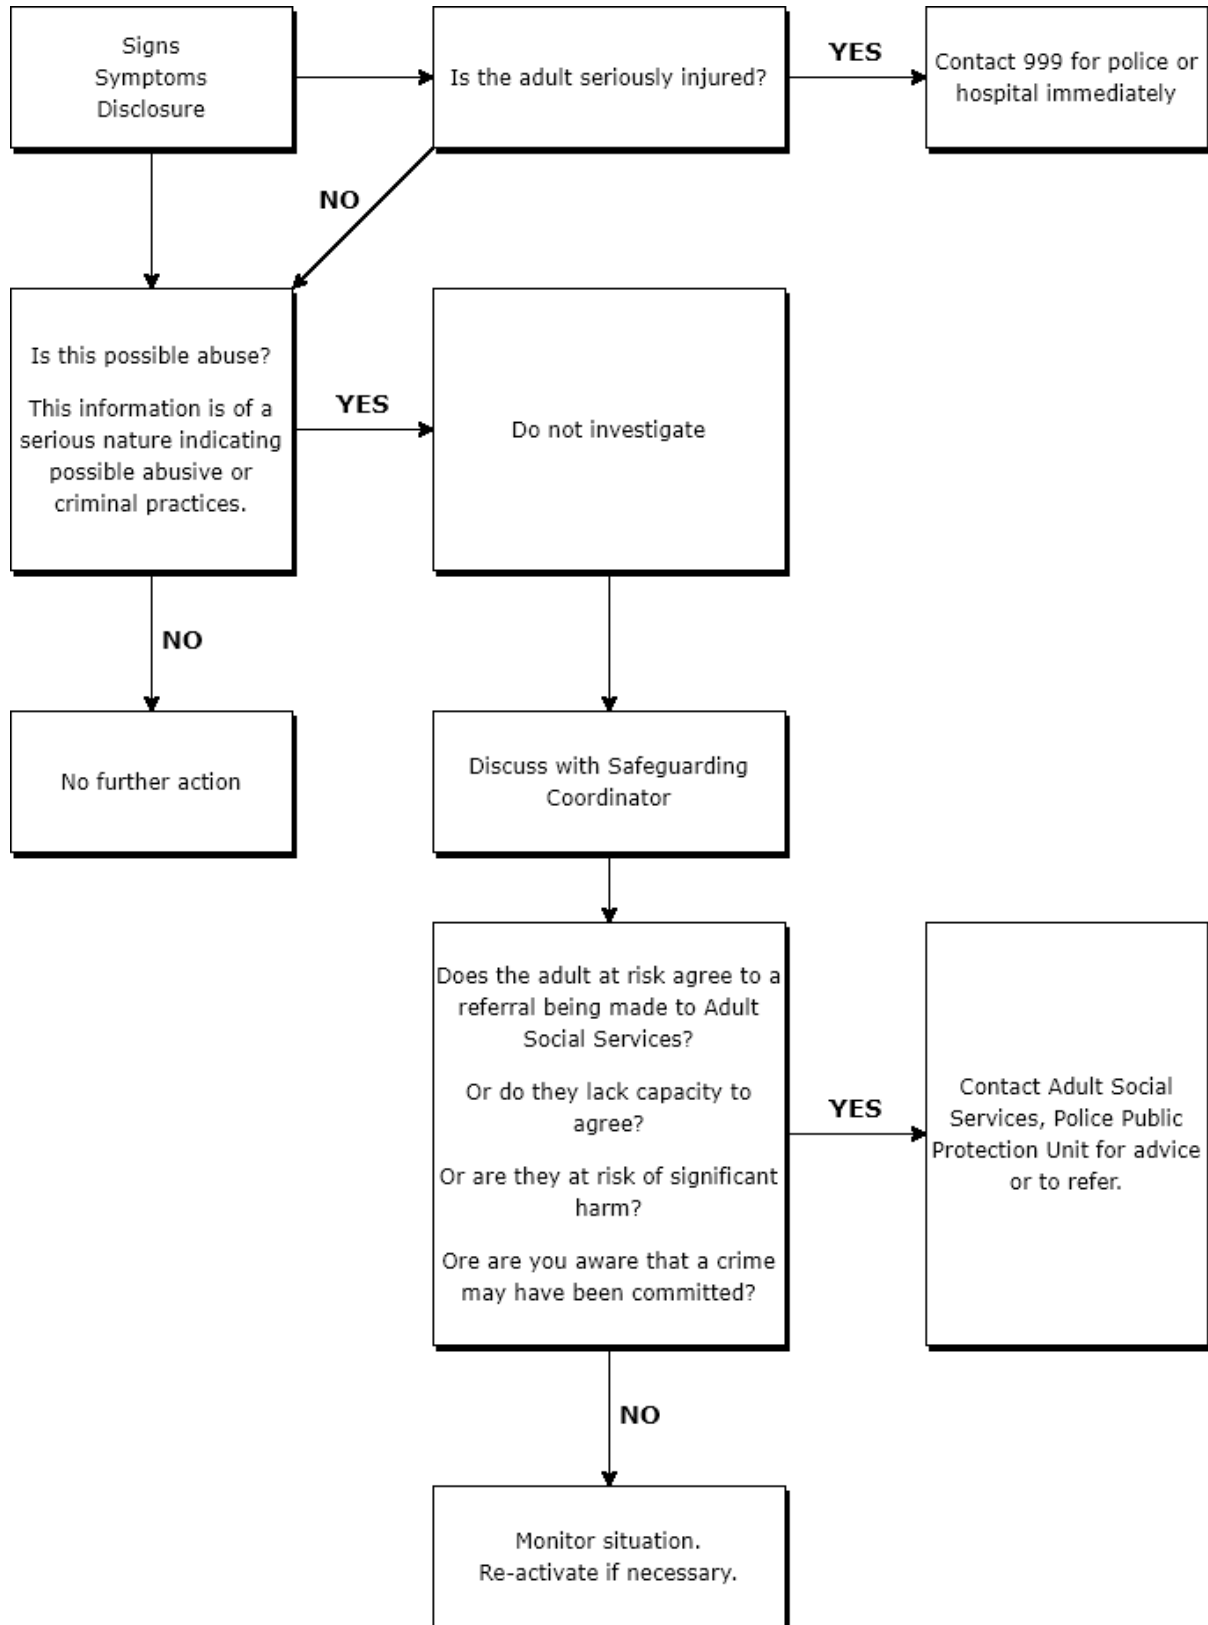 Signs
Symptoms
Disclosure
Is the adult seriously injured?
YES
Contact 999 for police or
hospital immediately
NO
Is this possible abuse?
This information is of a
serious nature indicating
possible abusive or
criminal practices.
YES
Do not investigate
NO
No further action
Discuss with Safeguarding
Coordinator
Does the adult at risk agree to a
referral being made to Adult
Social Services?
Or do they lack capacity to
agree?
Or are they at risk of significant
harm?
Ore are you aware that a crime
may have been committed?
YES
Contact Adult Social
Services, Police Public
Protection Unit for advice
or to refer.
NO
Monitor situation.
Re-activate if necessary.